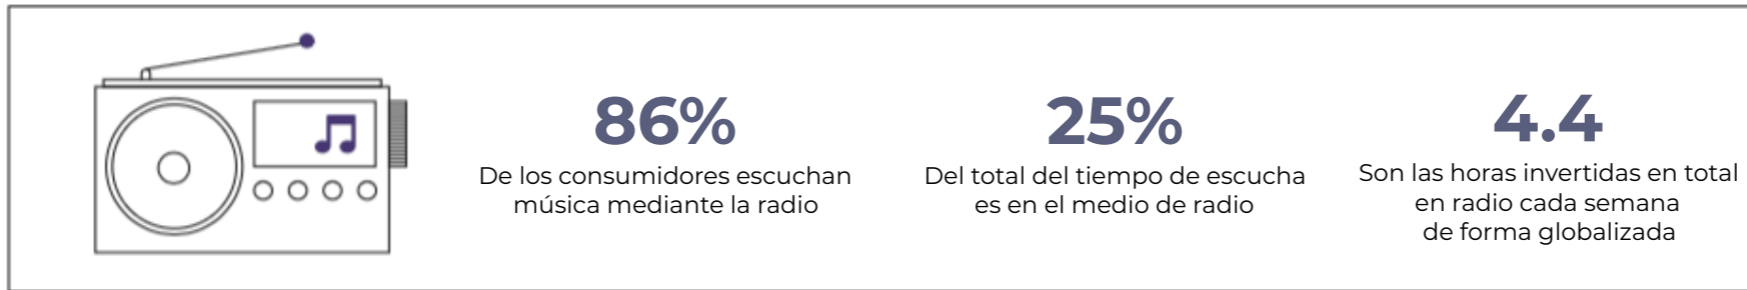 86%
De los consumidores escuchan
música mediante la radio
25%
Del total del tiempo de escucha
es en el medio de radio
4.4
Son las horas invertidas en total
en radio cada semana
de forma globalizada